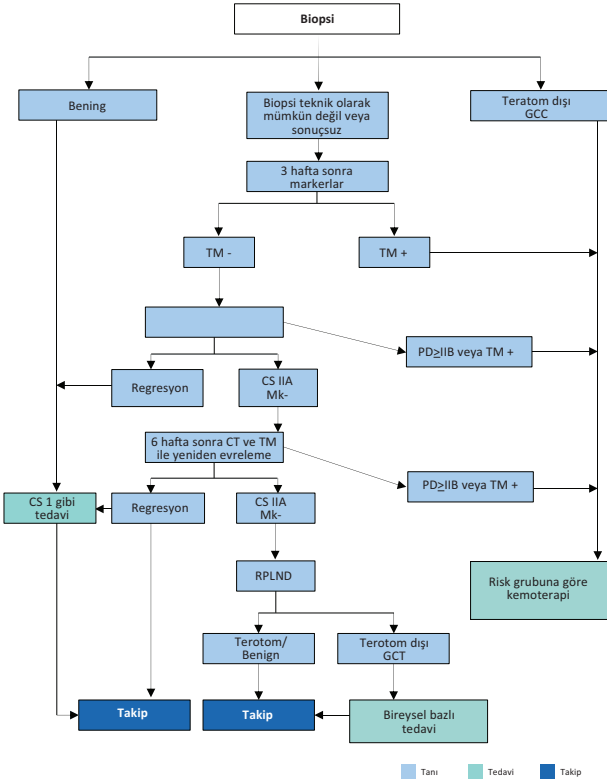 Biopsi
Bening
Biopsi teknik olarak
mümkün değil veya
sonuçsuz
Teratom dışı
GCC
3 hafta sonra
markerlar
TM -
TM +
PD≥IIB veya TM +
Regresyon
CS IIA
Mk-
6 hafta sonra CT ve TM
ile yeniden evreleme
PD≥IIB veya TM +
CS 1 gibi
tedavi
Regresyon
CS IIA
Mk-
RPLND
Risk grubuna göre
kemoterapi
Terotom/
Benign
Terotom dışı
GCT
Takip
Takip
Bireysel bazlı
tedavi
Tanı
Tedavi
Takip